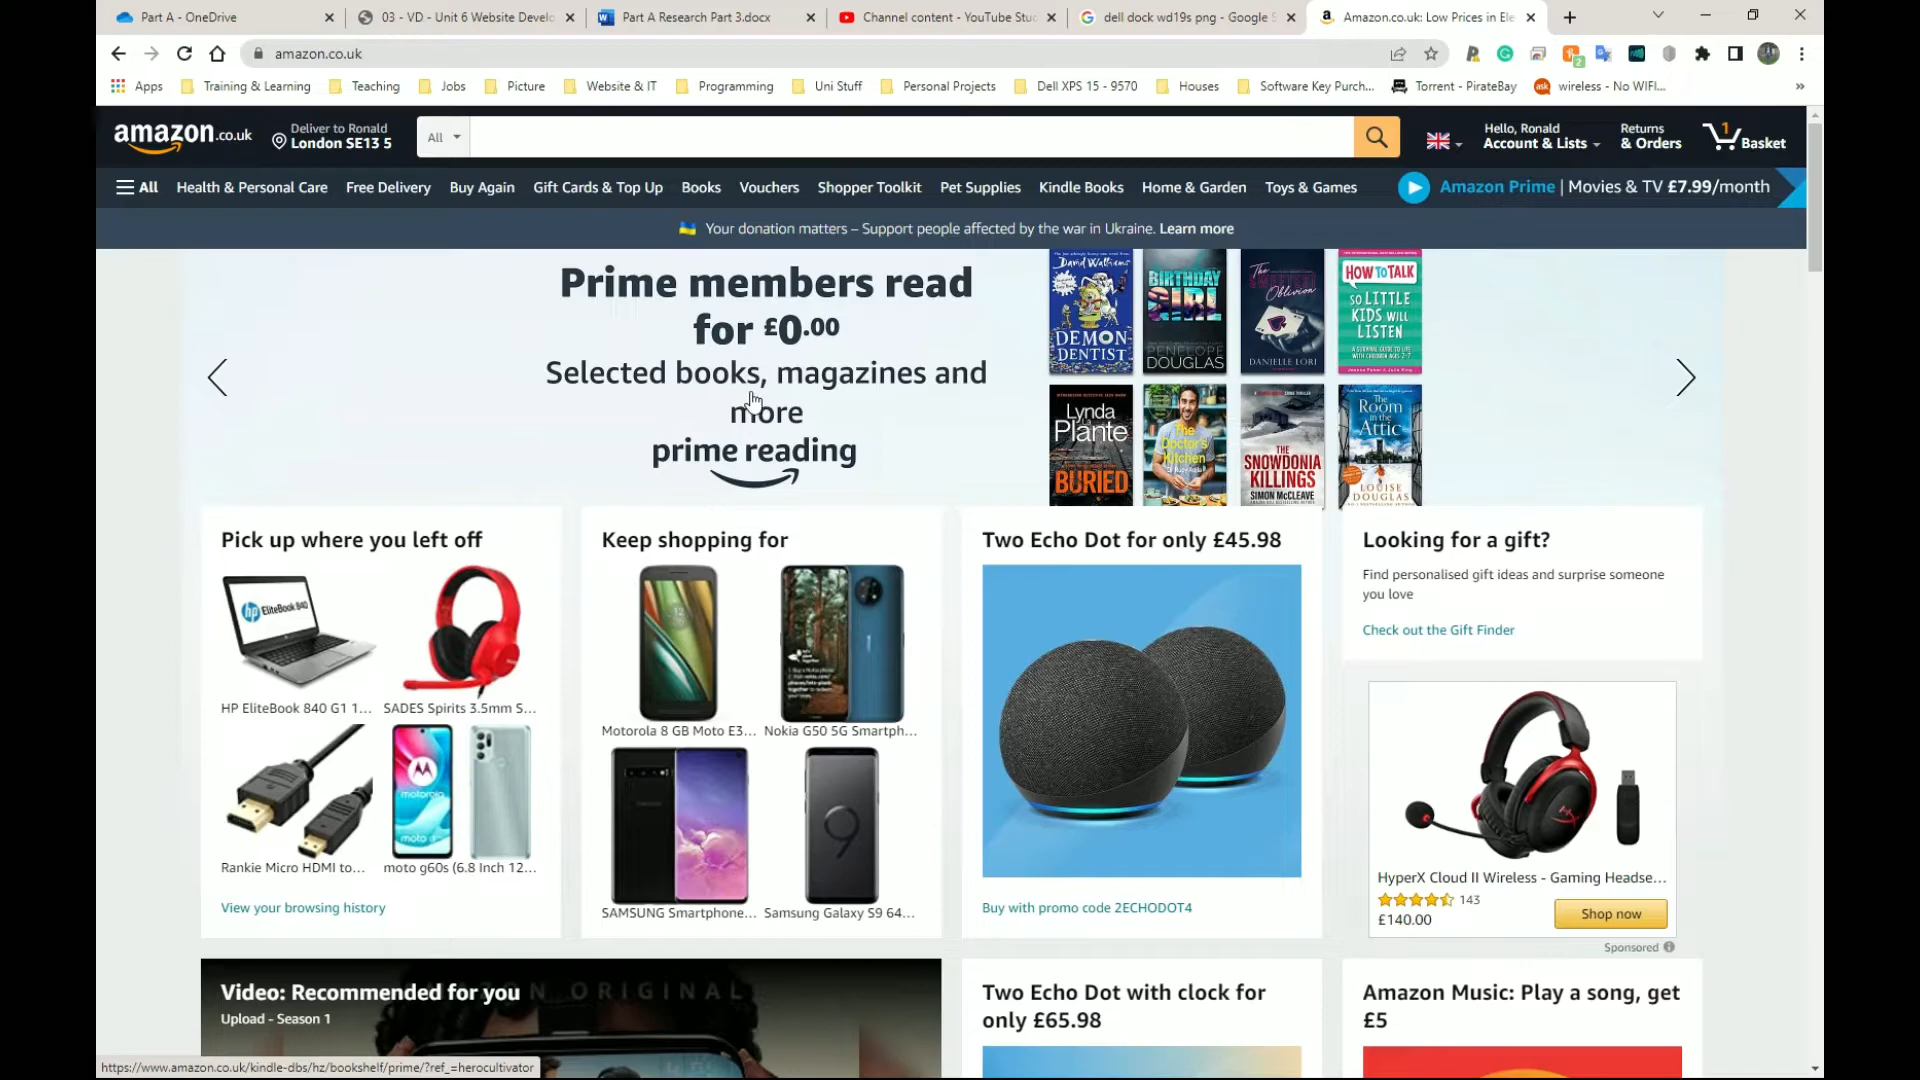 Part A - OneDrive
03 - VD - Unit 6 Website Develo
Part A Research Part 3.docx
Channel content - YouTube Stu
dell dock wd19s png - Google S
Amazon.co.uk: Low Prices in Ele
amazon.co.uk
Apps
Training & Learning
Teaching
Jobs
Picture
Website & IT
Programming
Uni Stuff
Personal Projects
Dell XPS 15 - 9570
Houses
Software Key Purch...
Torrent - PirateBay
wireless - No WIFI...
amazon.co.uk
Deliver to Ronald
London SE13 5
All
Hello, Ronald
Account & Lists
Returns
& Orders
1
Basket
All
Health & Personal Care
Free Delivery
Buy Again
Gift Cards & Top Up
Books
Vouchers
Shopper Toolkit
Pet Supplies
Kindle Books
Home & Garden
Toys & Games
Amazon Prime | Movies & TV £7.99/month
Your donation matters – Support people affected by the war in Ukraine. Learn more
Prime members read
for £0.00
Selected books, magazines and
more
prime reading
David Walliams
DEMON
DENTIST
BIRTHDAY
GIRL
PENELOPE
DOUGLAS
The
Sweetest
Oblivion
DANIELLE LORI
HOW TO TALK
SO LITTLE
KIDS WILL
LISTEN
Lynda
Plante
BURIED
The
Doctor's
Kitchen
THE
SNOWDONIA
KILLINGS
SIMON McCLEAVE
The
Room
in the
Attic
LOUISE
DOUGLAS
Pick up where you left off
hp EliteBook 840
HP EliteBook 840 G1 1...
SADES Spirits 3.5mm S...
motorola
moto g60s
Rankie Micro HDMI to...
moto g60s (6.8 Inch 12...
View your browsing history
Keep shopping for
Motorola 8 GB Moto E3...
Nokia G50 5G Smartph...
SAMSUNG Smartphone...
Samsung Galaxy S9 64...
Two Echo Dot for only £45.98
Buy with promo code 2ECHODOT4
Looking for a gift?
Find personalised gift ideas and surprise someone
you love
Check out the Gift Finder
HyperX Cloud II Wireless - Gaming Headse...
143
£140.00
Shop now
Sponsored
Video: Recommended for you
Upload - Season 1
Two Echo Dot with clock for
only £65.98
Amazon Music: Play a song, get
£5
https://www.amazon.co.uk/kindle-dbs/hz/bookshelf/prime/?ref_=herocultivator